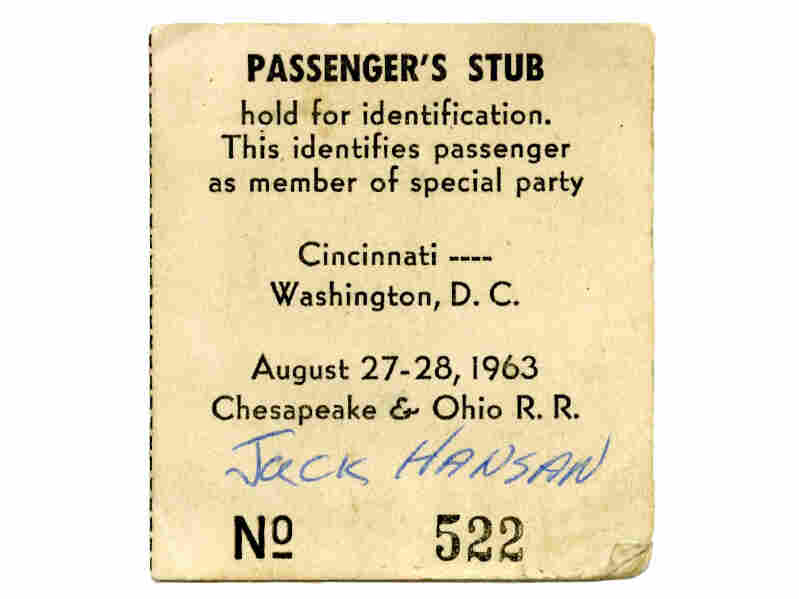 PASSENGER'S STUB
hold for identification.
This identifies passenger
as member of special party
Cincinnati ----
Washington, D. C.
August 27-28, 1963
Chesapeake & Ohio R. R.
Jack HANSAN
Nº 522